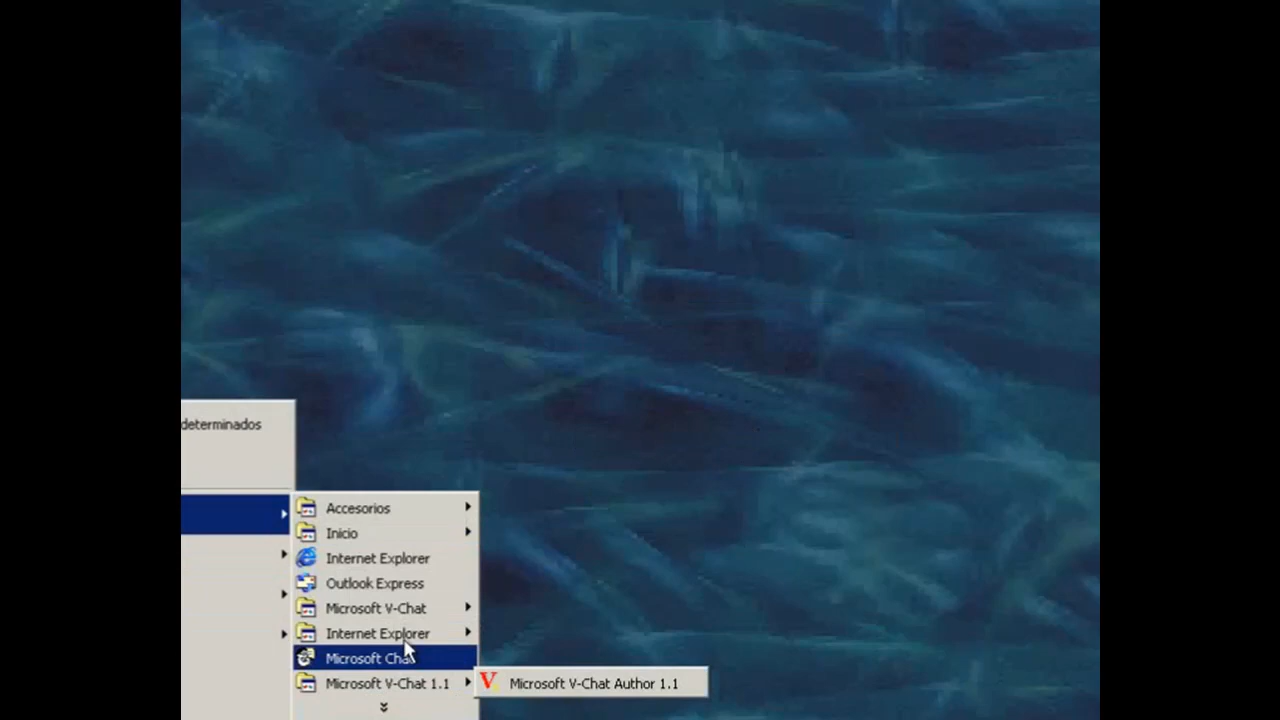 determinados
Accesorios
Inicio
Internet Explorer
Outlook Express
Microsoft V-Chat
Internet Explorer
Microsoft Chat
Microsoft V-Chat 1.1
Microsoft V-Chat Author 1.1